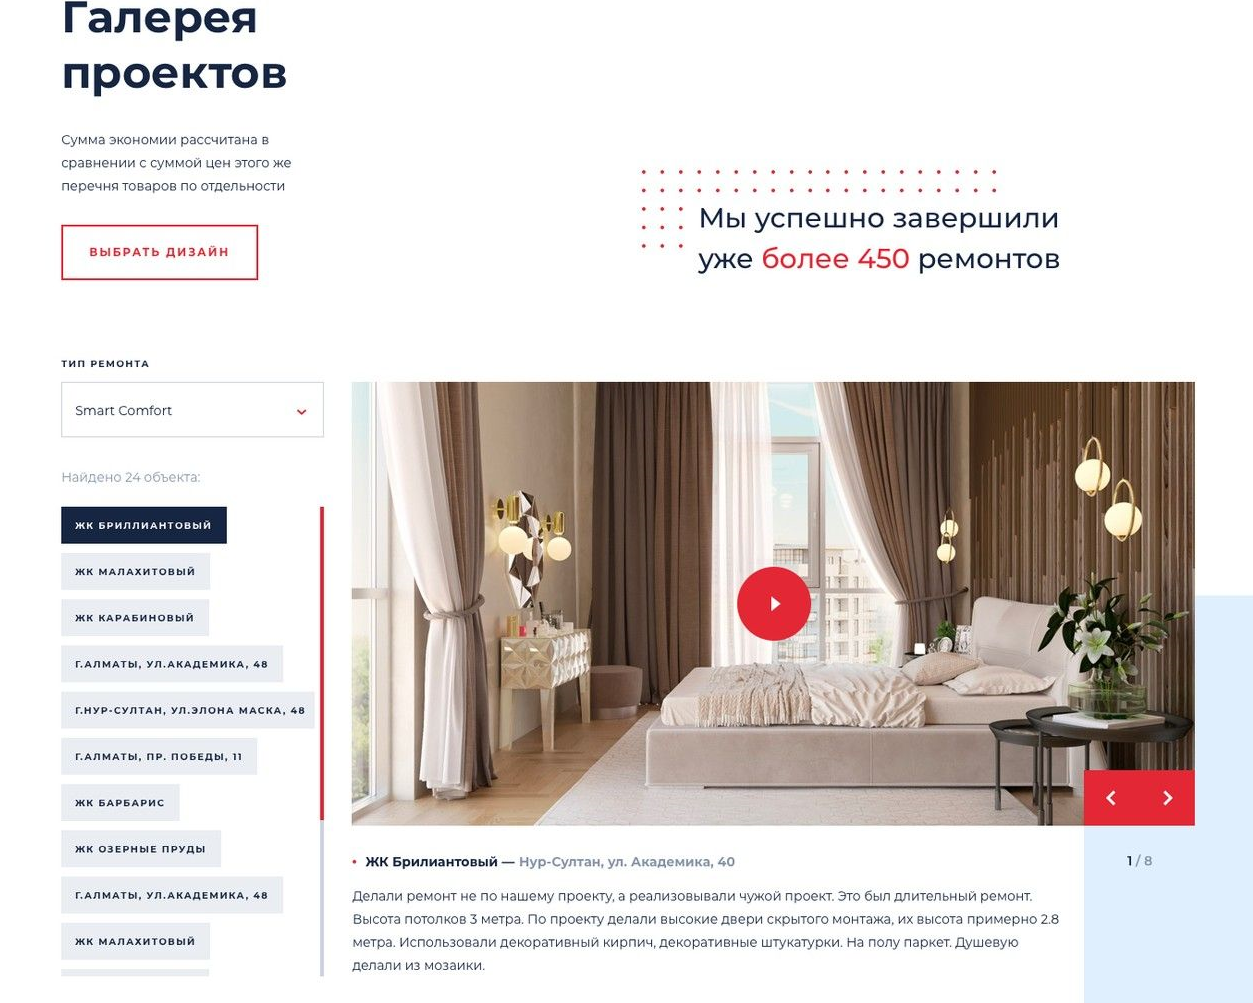 Галерея
проектов
Сумма экономии рассчитана в
сравнении с суммой цен этого же
перечня товаров по отдельности
ВЫБРАТЬ ДИЗАЙН
Мы успешно завершили
уже более 450 ремонтов
ТИП РЕМОНТА
Smart Comfort
Найдено 24 объекта:
ЖК БРИЛЛИАНТОВЫЙ
ЖК МАЛАХИТОВЫЙ
ЖК КАРАБИНОВЫЙ
Г.АЛМАТЫ, УЛ.АКАДЕМИКА, 48
Г.НУР-СУЛТАН, УЛ.ЭЛОНА МАСКА, 48
Г.АЛМАТЫ, ПР. ПОБЕДЫ, 11
ЖК БАРБАРИС
ЖК ОЗЕРНЫЕ ПРУДЫ
Г.АЛМАТЫ, УЛ.АКАДЕМИКА, 48
ЖК МАЛАХИТОВЫЙ
ЖК Брилиантовый — Нур-Султан, ул. Академика, 40
1 / 8
Делали ремонт не по нашему проекту, а реализовывали чужой проект. Это был длительный ремонт.
Высота потолков 3 метра. По проекту делали высокие двери скрытого монтажа, их высота примерно 2.8
метра. Использовали декоративный кирпич, декоративные штукатурки. На полу паркет. Душевую
делали из мозаики.